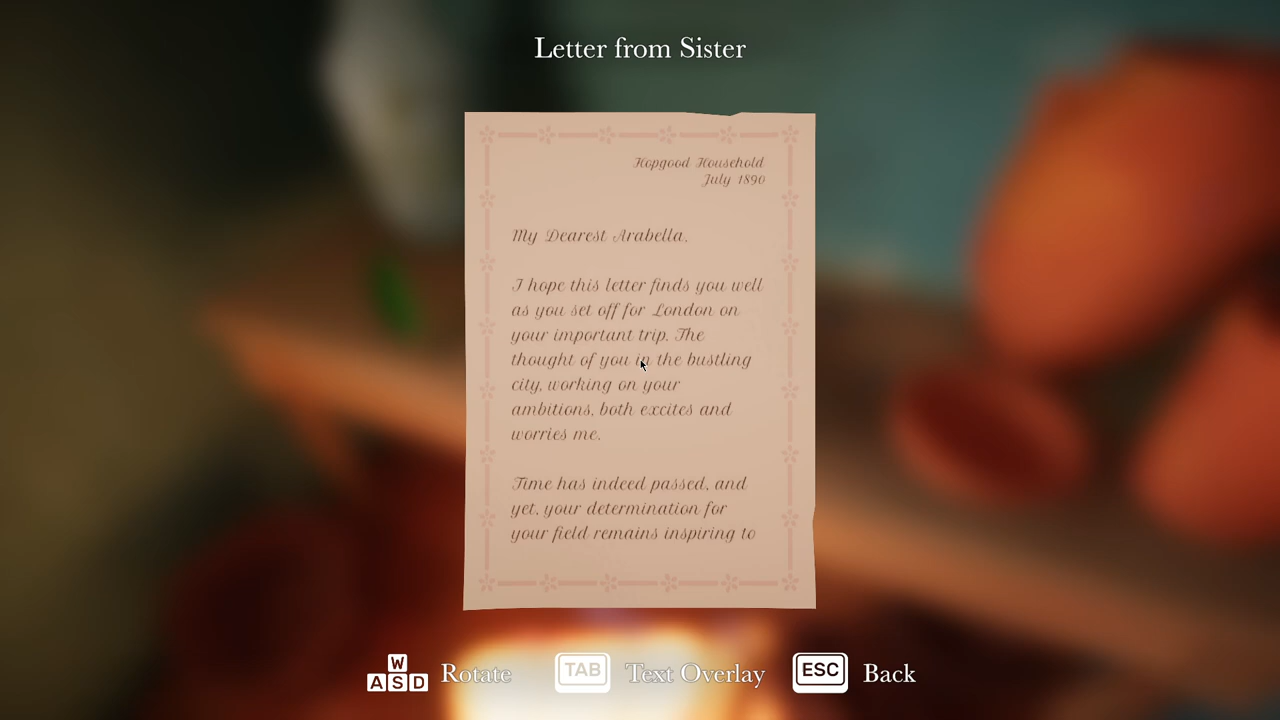 Letter from Sister
Hopgood Household
July 1890
My Dearest Arabella,
I hope this letter finds you well
as you set off for London on
your important trip. The
thought of you in the bustling
city, working on your
ambitions, both excites and
worries me.
Time has indeed passed, and
yet, your determination for
your field remains inspiring to
W
A S D Rotate TAB Text Overlay ESC Back